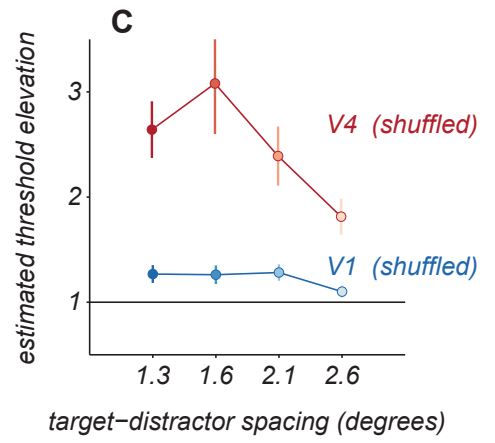 C
estimated threshold elevation
3
2
1
V4 (shuffled)
V1 (shuffled)
1.3 1.6 2.1 2.6
target−distractor spacing (degrees)